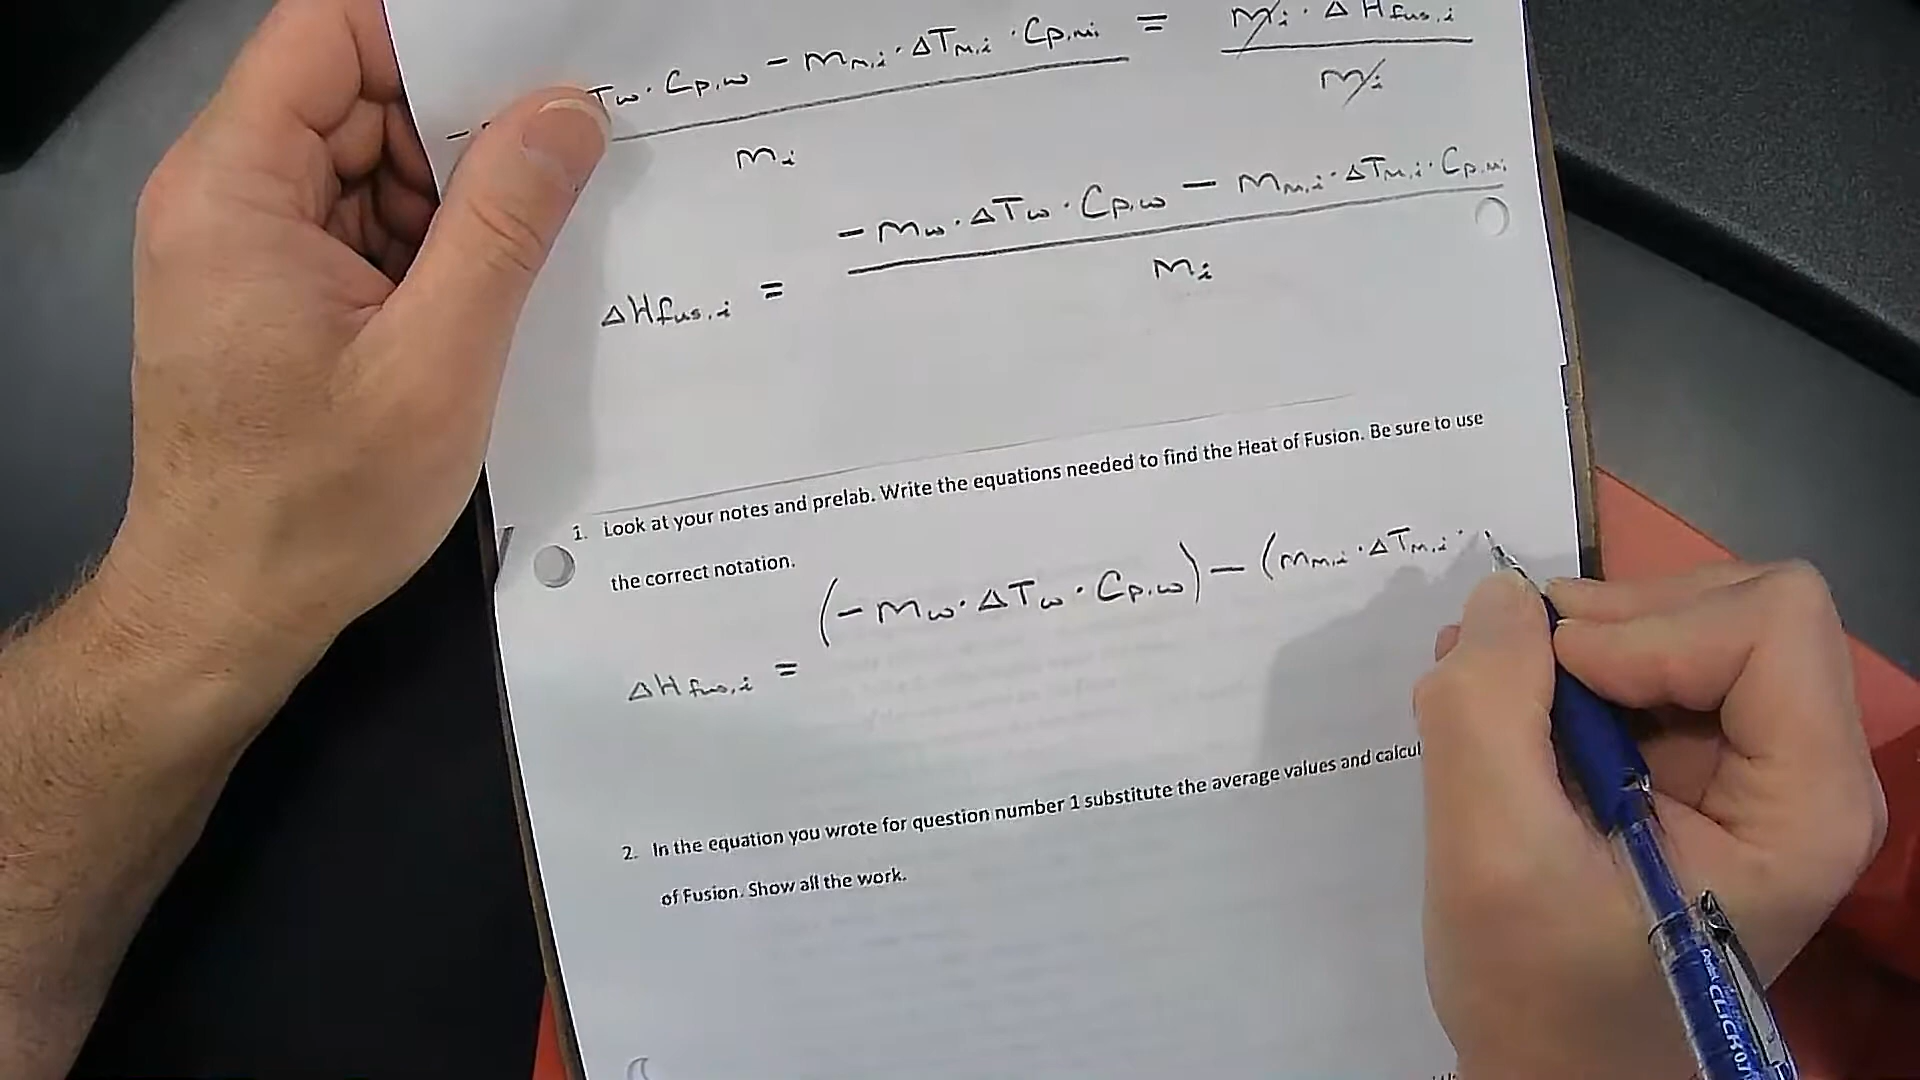 Tw · Cp,w − mm,i · ΔTm,i · Cp,mi = mi · ΔHfus,i
mi mi
ΔHfus,i = −mw · ΔTw · Cp,w − mm,i · ΔTm,i · Cp,mi
mi
1. Look at your notes and prelab. Write the equations needed to find the Heat of Fusion. Be sure to use
the correct notation.
ΔHfus,i = (−mw · ΔTw · Cp,w) − (mm,i · ΔTm,i ·
2. In the equation you wrote for question number 1 substitute the average values and calcul
of Fusion. Show all the work.
Pentel CLICK 0.7